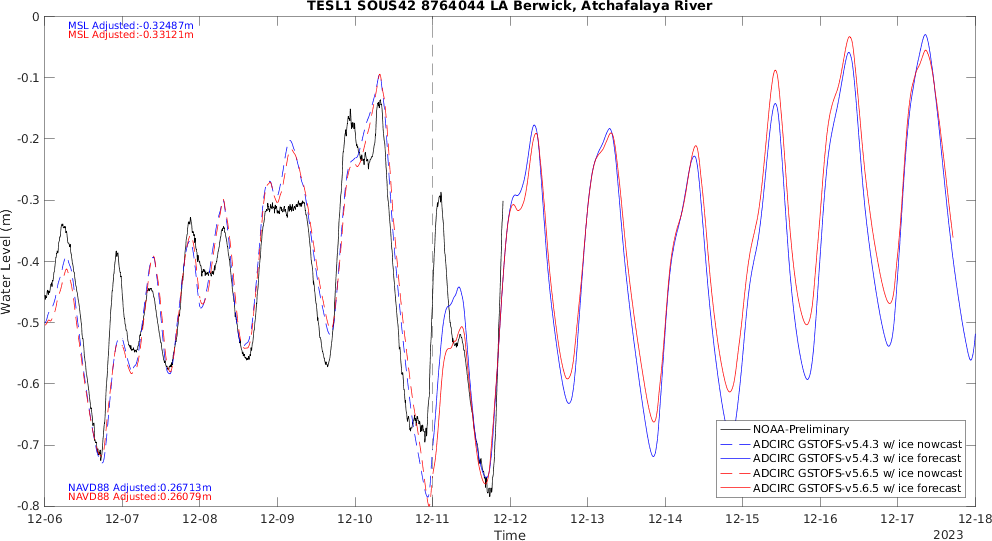 TESL1 SOUS42 8764044 LA Berwick, Atchafalaya River
MSL Adjusted:-0.32487m
MSL Adjusted:-0.33121m
0
-0.1
-0.2
-0.3
-0.4
-0.5
-0.6
-0.7
-0.8
Water Level (m)
NAVD88 Adjusted:0.26713m
NAVD88 Adjusted:0.26079m
NOAA-Preliminary
ADCIRC GSTOFS-v5.4.3 w/ ice nowcast
ADCIRC GSTOFS-v5.4.3 w/ ice forecast
ADCIRC GSTOFS-v5.6.5 w/ ice nowcast
ADCIRC GSTOFS-v5.6.5 w/ ice forecast
12-06 12-07 12-08 12-09 12-10 12-11 12-12 12-13 12-14 12-15 12-16 12-17 12-18
Time
2023